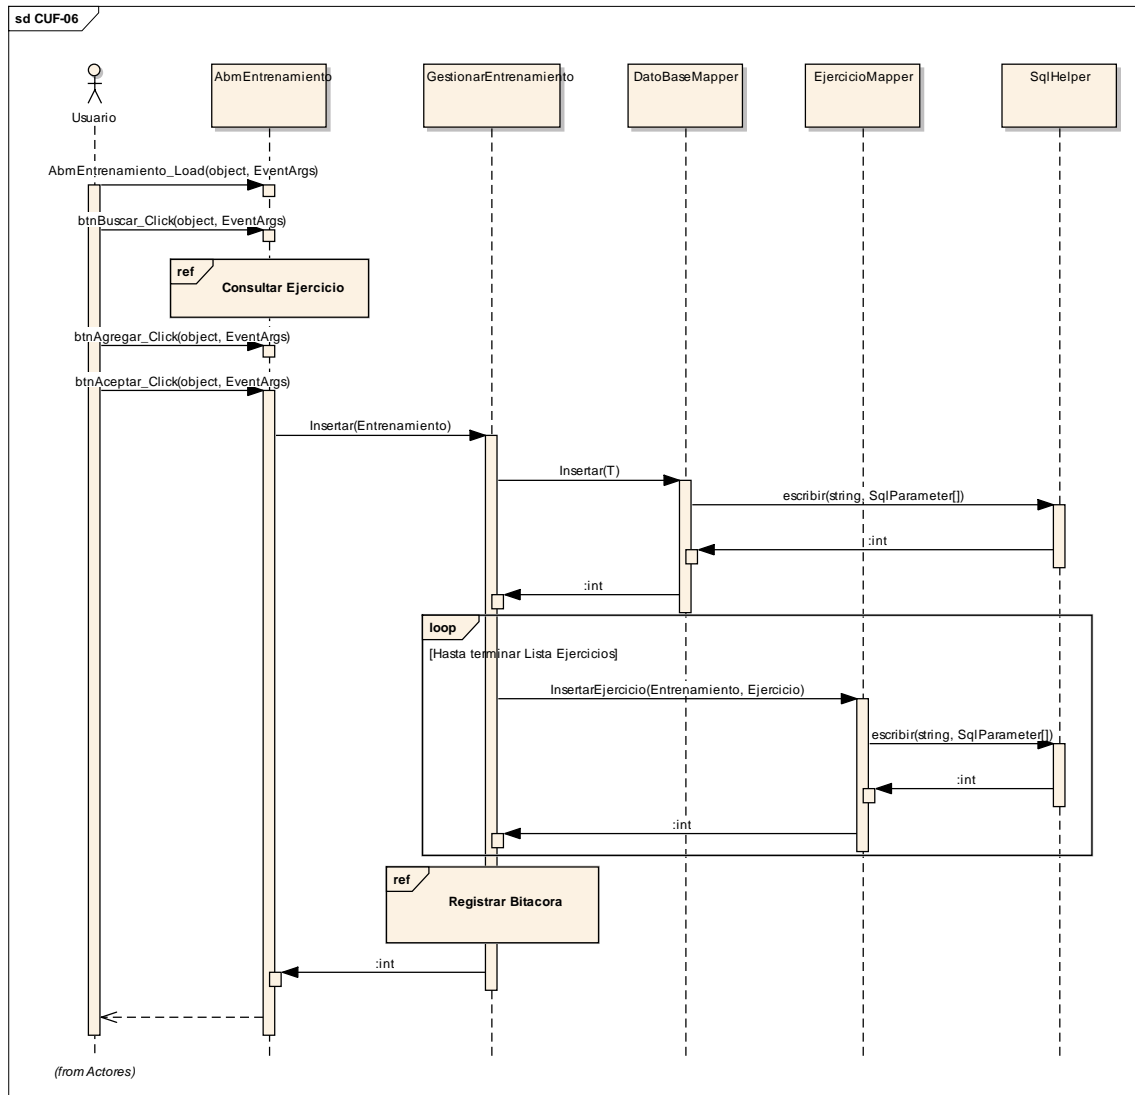 sd CUF-06
AbmEntrenamiento
GestionarEntrenamiento
DatoBaseMapper
EjercicioMapper
SqlHelper
Usuario
AbmEntrenamiento_Load(object, EventArgs)
btnBuscar_Click(object, EventArgs)
ref
Consultar Ejercicio
btnAgregar_Click(object, EventArgs)
btnAceptar_Click(object, EventArgs)
Insertar(Entrenamiento)
Insertar(T)
escribir(string, SqlParameter[])
:int
:int
loop
[Hasta terminar Lista Ejercicios]
InsertarEjercicio(Entrenamiento, Ejercicio)
escribir(string, SqlParameter[])
:int
:int
ref
Registrar Bitacora
:int
(from Actores)